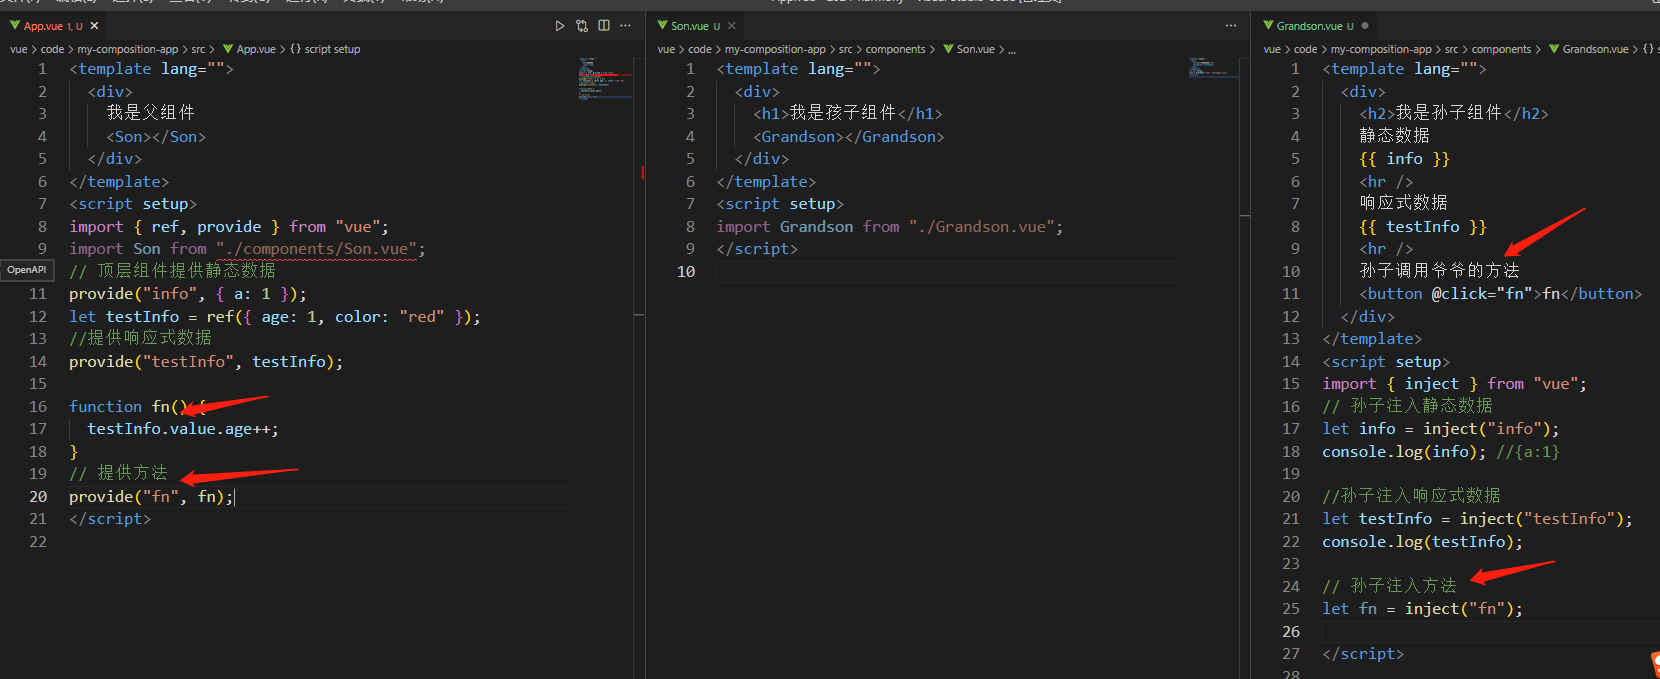 App.vue 1, U
vue > code > my-composition-app > src > App.vue > {} script setup
1 <template lang="">
2 <div>
3 我是父组件
4 <Son></Son>
5 </div>
6 </template>
7 <script setup>
8 import { ref, provide } from "vue";
9 import Son from "./components/Son.vue";
OpenAPI
// 顶层组件提供静态数据
11 provide("info", { a: 1 });
12 let testInfo = ref({ age: 1, color: "red" });
13 //提供响应式数据
14 provide("testInfo", testInfo);
15
16 function fn() {
17 testInfo.value.age++;
18 }
19 // 提供方法
20 provide("fn", fn);
21 </script>
22
Son.vue U
vue > code > my-composition-app > src > components > Son.vue > ...
1 <template lang="">
2 <div>
3 <h1>我是孩子组件</h1>
4 <Grandson></Grandson>
5 </div>
6 </template>
7 <script setup>
8 import Grandson from "./Grandson.vue";
9 </script>
10
Grandson.vue U
vue > code > my-composition-app > src > components > Grandson.vue > {} s
1 <template lang="">
2 <div>
3 <h2>我是孙子组件</h2>
4 静态数据
5 {{ info }}
6 <hr />
7 响应式数据
8 {{ testInfo }}
9 <hr />
10 孙子调用爷爷的方法
11 <button @click="fn">fn</button>
12 </div>
13 </template>
14 <script setup>
15 import { inject } from "vue";
16 // 孙子注入静态数据
17 let info = inject("info");
18 console.log(info); //{a:1}
19
20 //孙子注入响应式数据
21 let testInfo = inject("testInfo");
22 console.log(testInfo);
23
24 // 孙子注入方法
25 let fn = inject("fn");
26
27 </script>
28